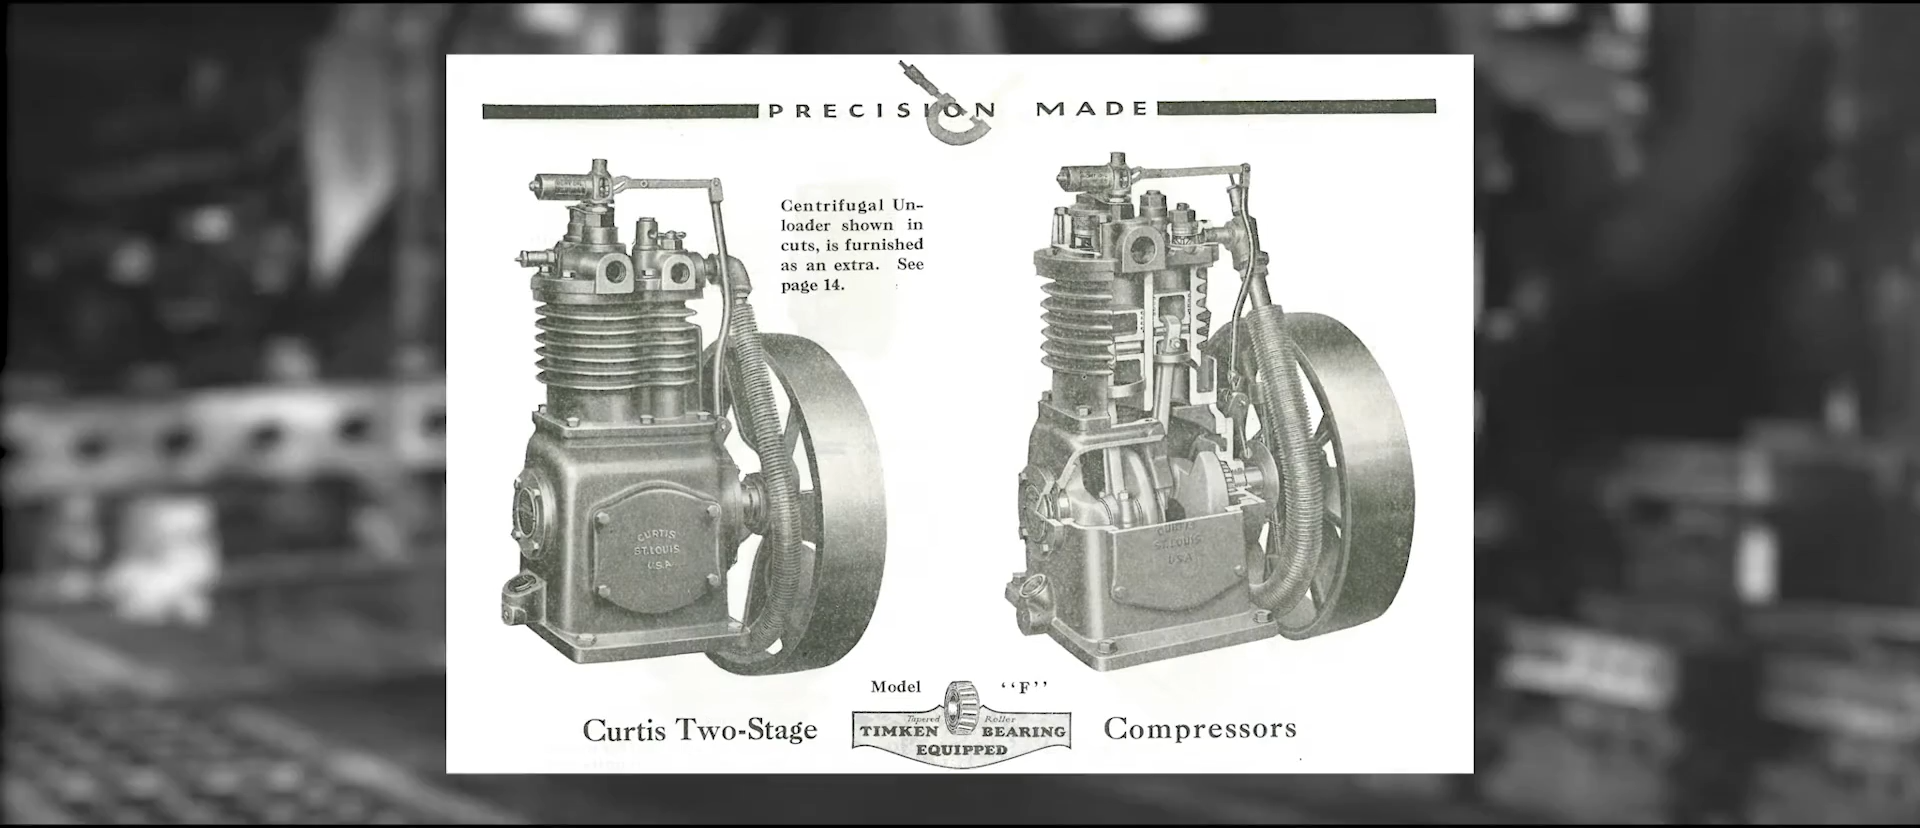 PRECISION MADE
Centrifugal Un-
loader shown in
cuts, is furnished
as an extra. See
page 14.
CURTIS
ST. LOUIS
U.S.A.
CURTIS
ST. LOUIS
U.S.A.
Model "F"
Tapered Roller
Curtis Two-Stage TIMKEN BEARING Compressors
EQUIPPED